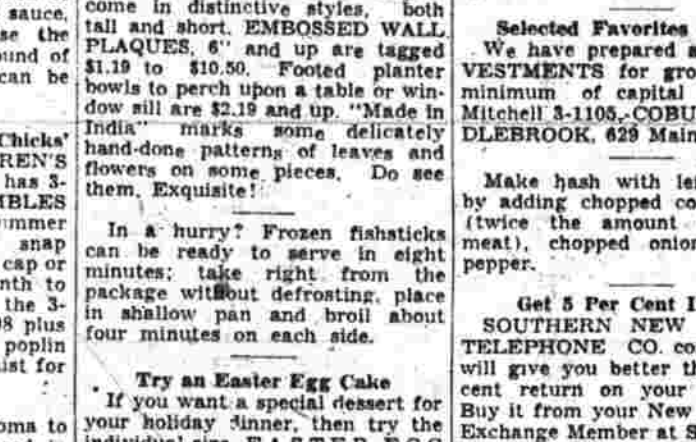 sauce,
se the
ound of
can be
Chicks'
REN'S
has 3-
MBLES
ummer
snap
cap or
nth to
the 3-
98 plus
poplin
ist for
oma to
come in distinctive styles, both
tall and short. EMBOSSED WALL
PLAQUES, 6" and up are tagged
$1.19 to $10.50. Footed planter
bowls to perch upon a table or win-
dow sill are $2.19 and up. "Made in
India" marks some delicately
hand-done patterns of leaves and
flowers on some pieces. Do see
them. Exquisite!
In a hurry? Frozen fishsticks
can be ready to serve in eight
minutes; take right from the
package without defrosting, place
in shallow pan and broil about
four minutes on each side.
Try an Easter Egg Cake
If you want a special dessert for
your holiday dinner, then try the
individual size EASTER EGG
Selected Favorites
We have prepared a
VESTMENTS for gro
minimum of capital
Mitchell 3-1105,-COBU
DLEBROOK, 629 Main
Make hash with le
by adding chopped co
(twice the amount
meat), chopped onion
pepper.
Get 5 Per Cent
SOUTHERN NEW
TELEPHONE CO. co
will give you better th
cent return on your
Buy it from your New
Exchange Member at